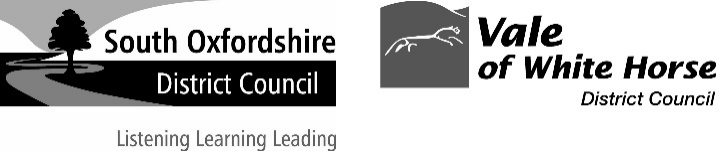 South Oxfordshire
District Council
Listening Learning Leading
Vale
of White Horse
District Council